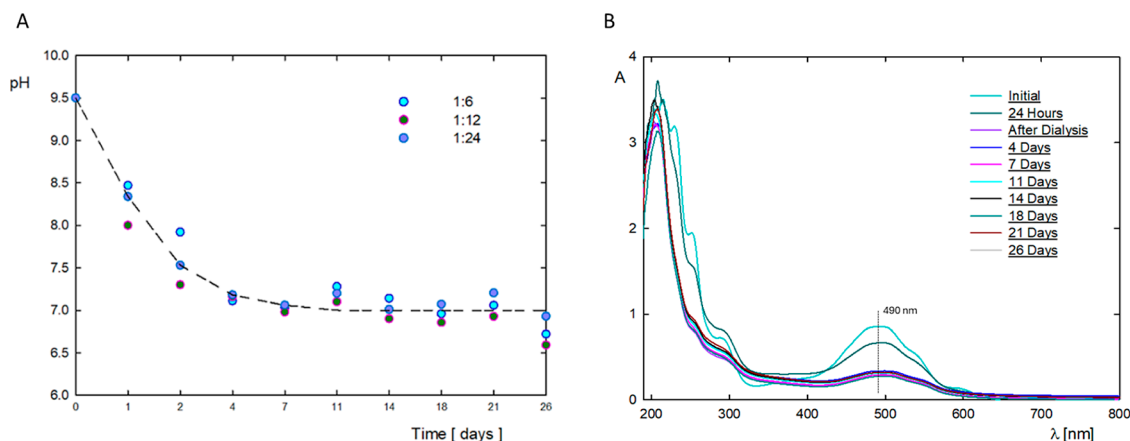 A
10.0
pH
9.0
8.5
8.0
7.5
7.0
6.5
6.0
0 1 2 4 7 11 14 18 21 26
Time [ days ]
1:6
1:12
1:24
B
4
A
3
2
1
0
200 300 400 500 600 700 800
λ [nm]
490 nm
Initial
24 Hours
After Dialysis
4 Days
7 Days
11 Days
14 Days
18 Days
21 Days
26 Days